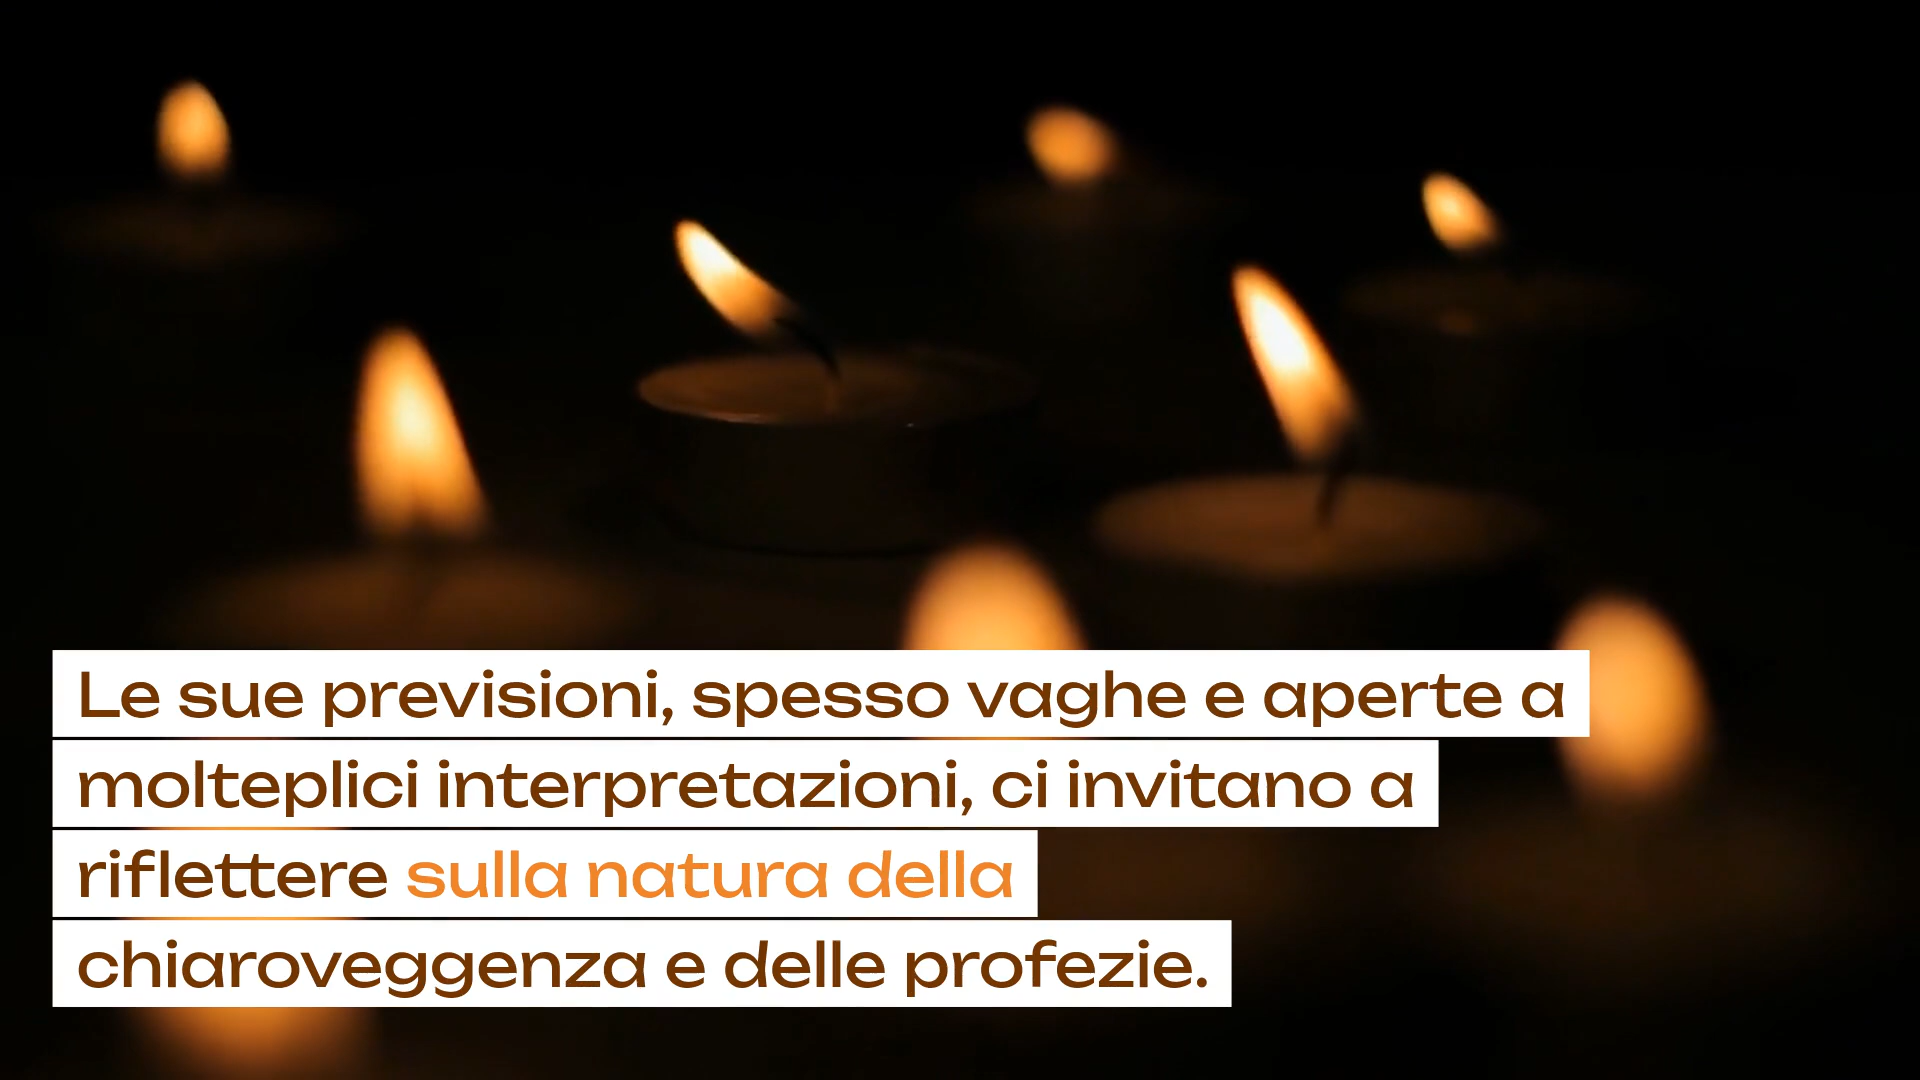 Le sue previsioni, spesso vaghe e aperte a
molteplici interpretazioni, ci invitano a
riflettere sulla natura della
chiaroveggenza e delle profezie.